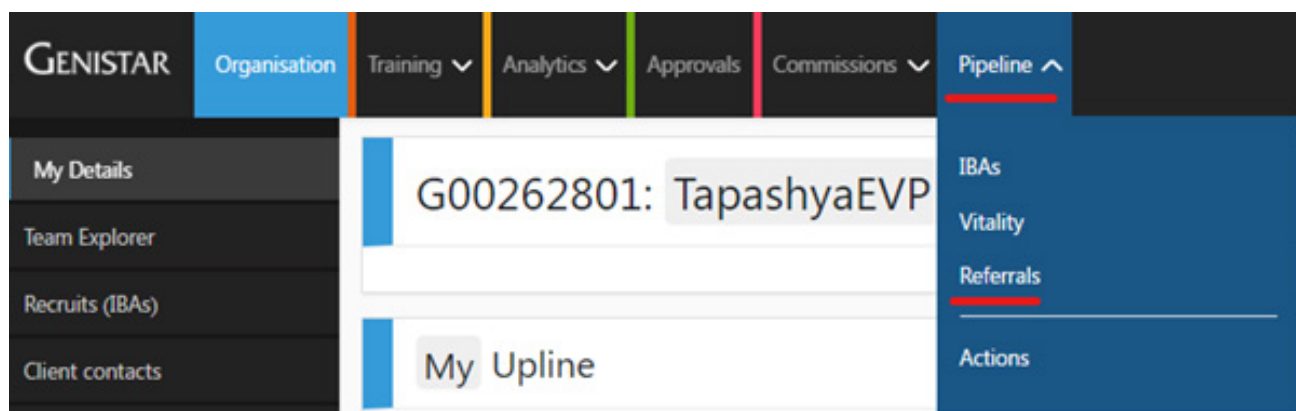 GENISTAR Organisation Training Analytics Approvals Commissions Pipeline
My Details
Team Explorer
Recruits (IBAs)
Client contacts
G00262801: TapashyaEVP
My Upline
IBAs
Vitality
Referrals
Actions